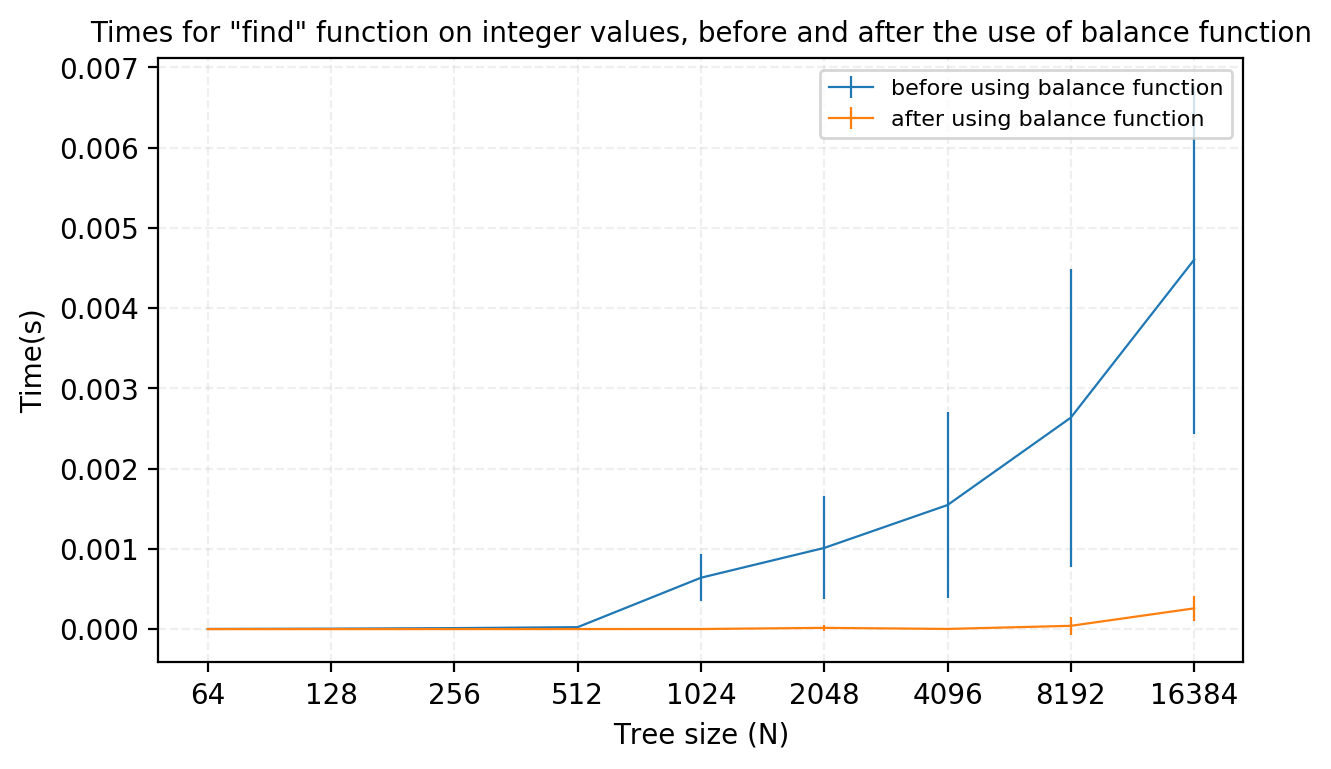 Times for "find" function on integer values, before and after the use of balance function
before using balance function
after using balance function
0.007
0.006
0.005
0.004
0.003
0.002
0.001
0.000
Time(s)
64 128 256 512 1024 2048 4096 8192 16384
Tree size (N)